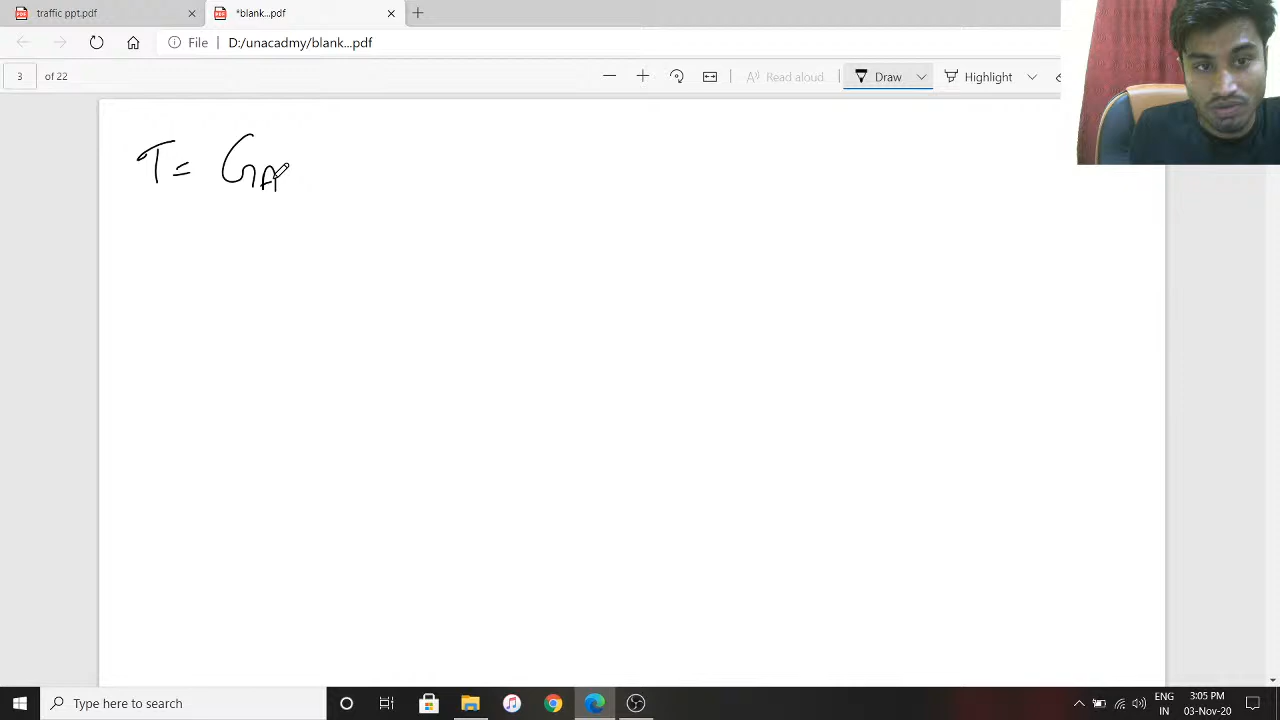 traffic ppt.pdf
*blank...pdf
File
D:/unacadmy/blank...pdf
3
of 22
Read aloud
Draw
Highlight
T = GA
Type here to search
ENG
IN
3:05 PM
03-Nov-20